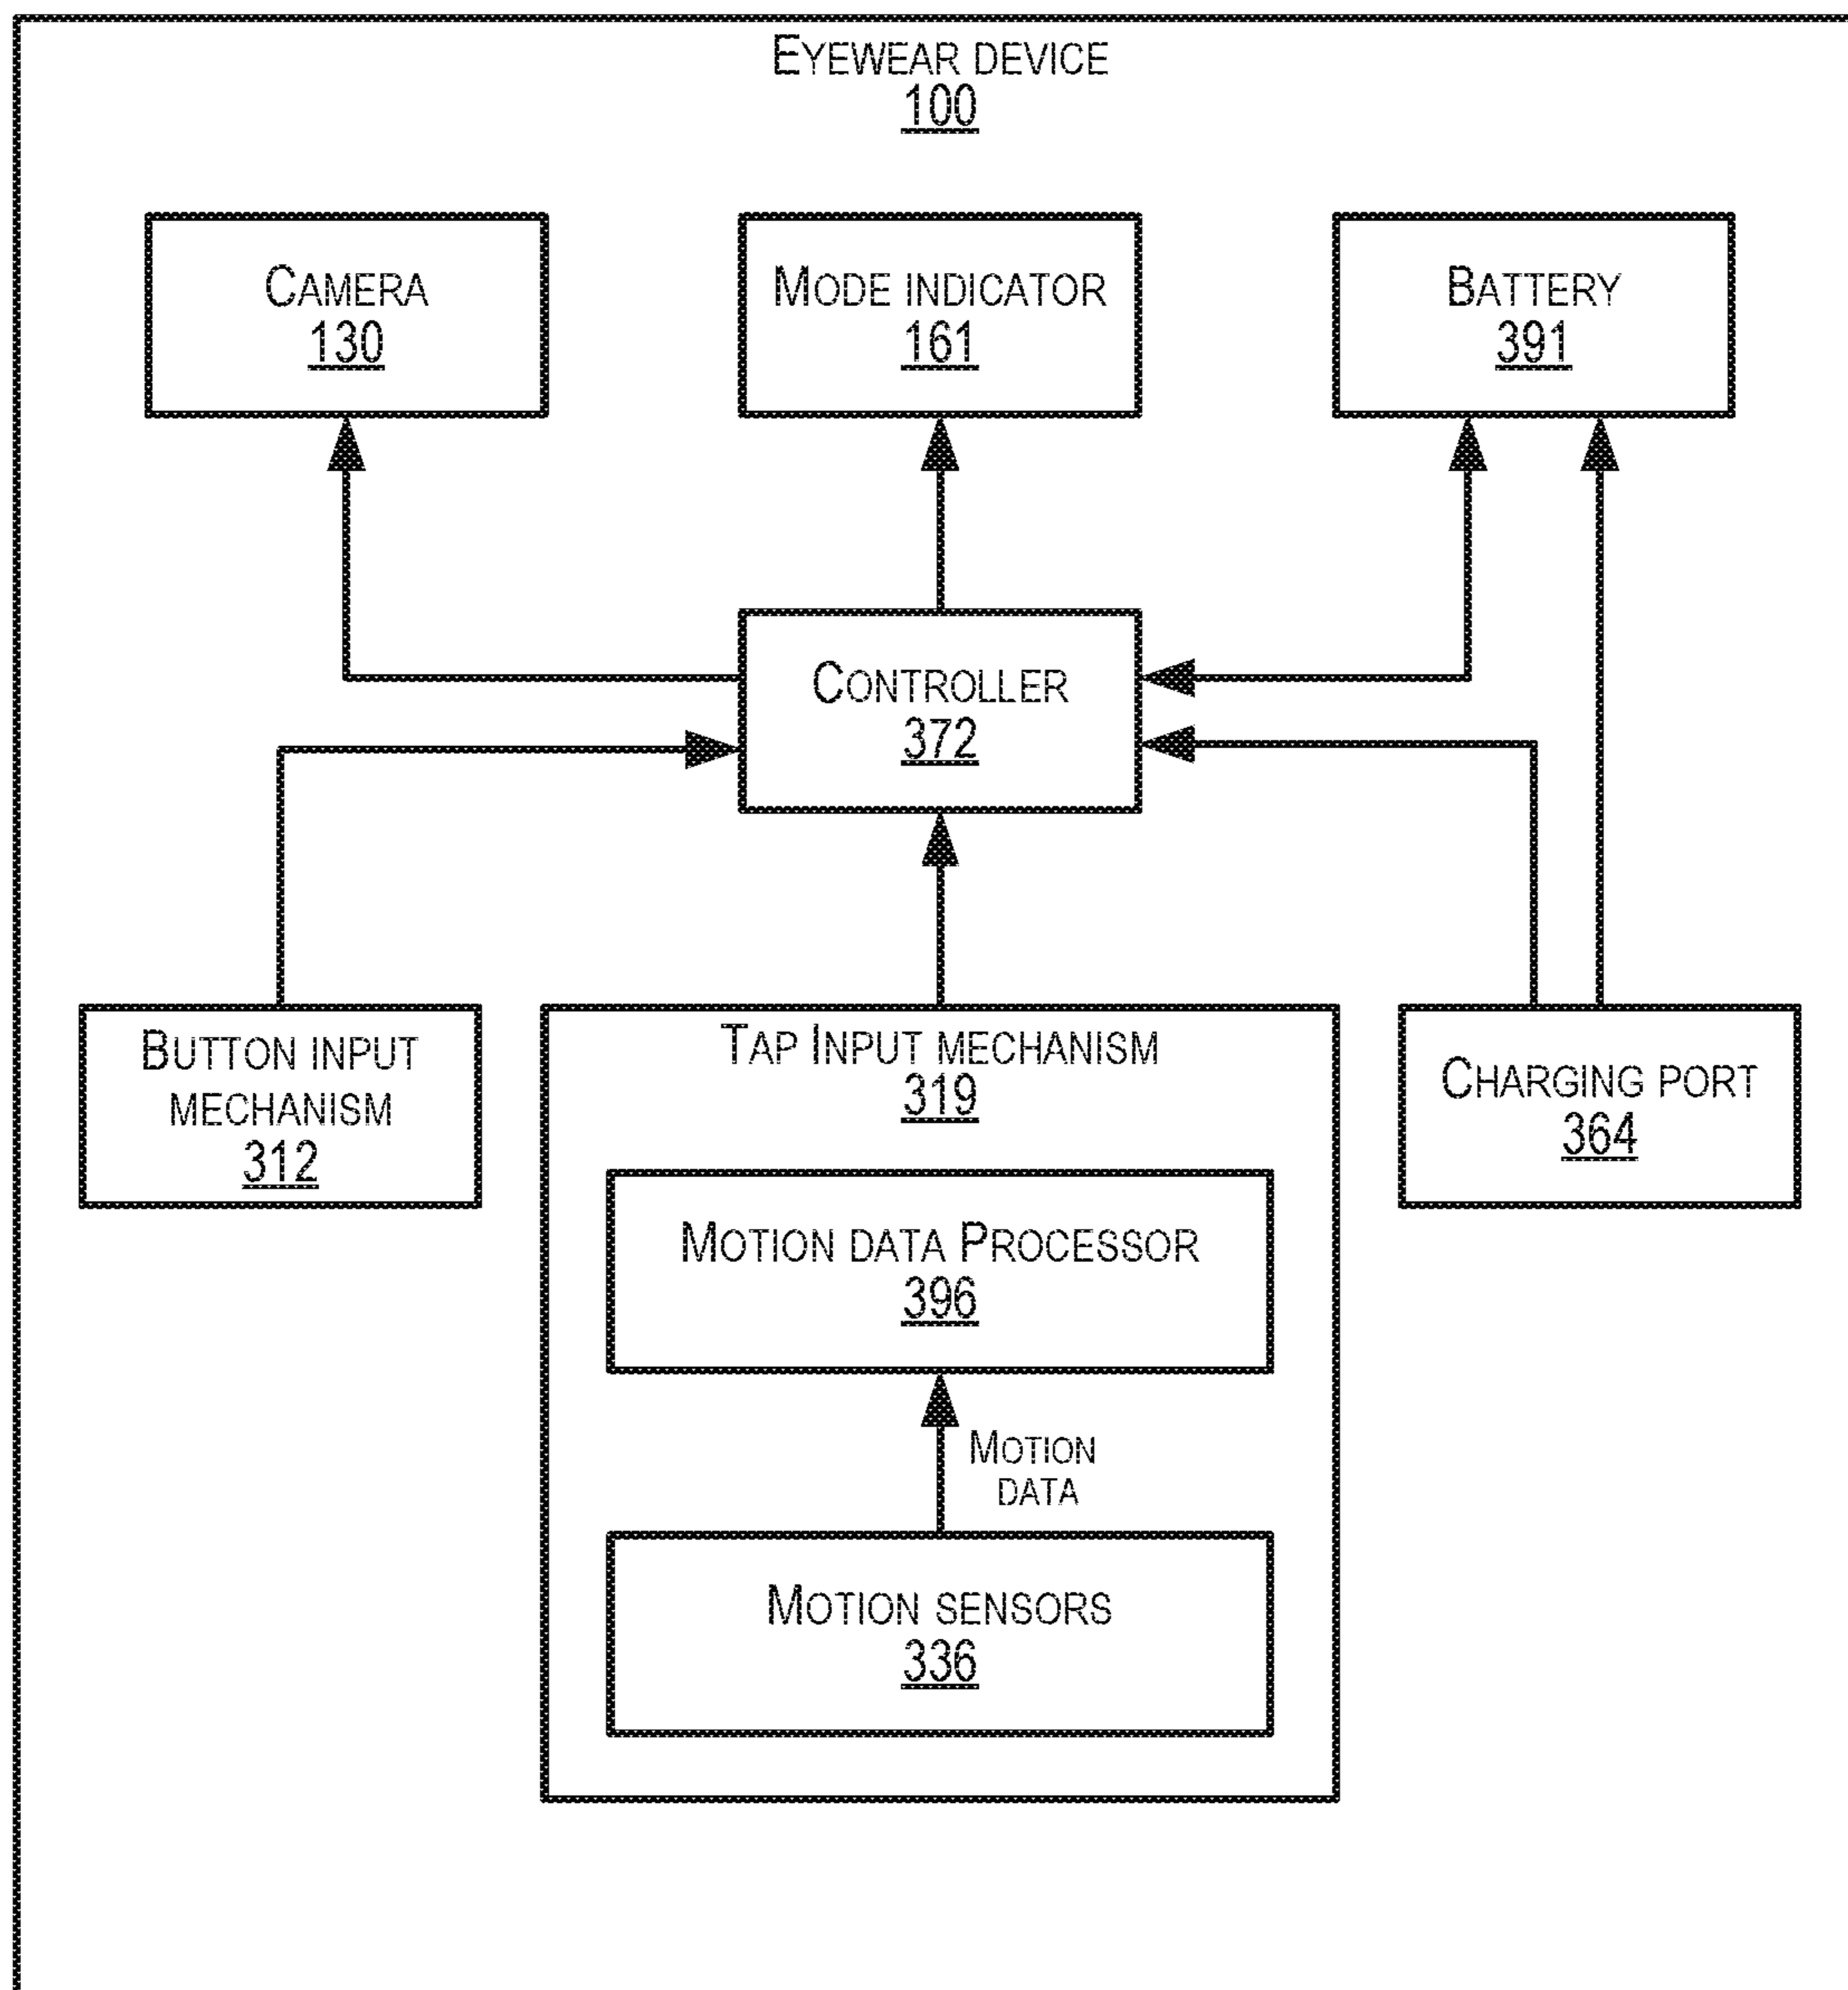 EYEWEAR DEVICE
100
CAMERA
130
MODE INDICATOR
161
BATTERY
391
CONTROLLER
372
BUTTON INPUT
MECHANISM
312
TAP INPUT MECHANISM
319
CHARGING PORT
364
MOTION DATA PROCESSOR
396
MOTION
DATA
MOTION SENSORS
336